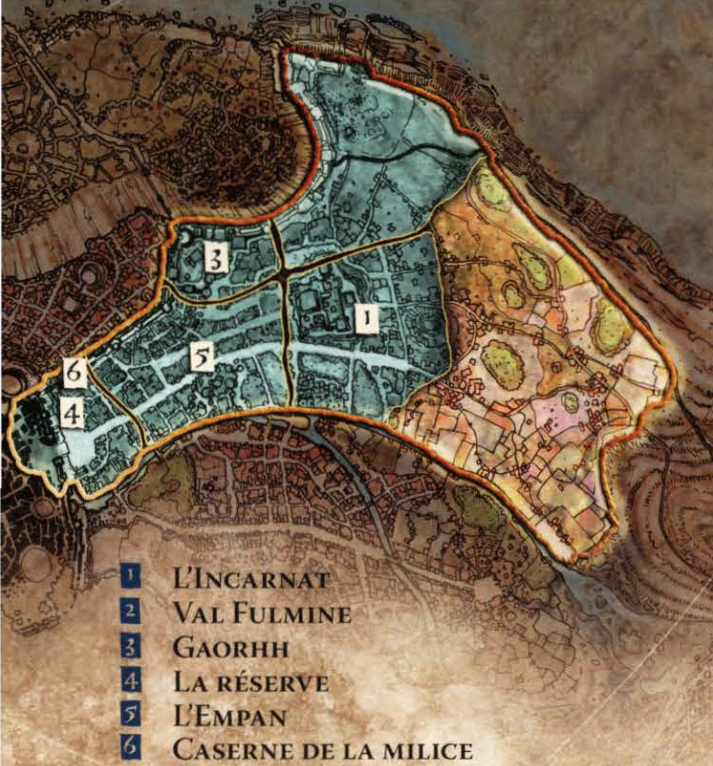 3
1
5
6
4
1 L'INCARNAT
2 VAL FULMINE
3 GAORHH
4 LA RÉSERVE
5 L'EMPAN
6 CASERNE DE LA MILICE